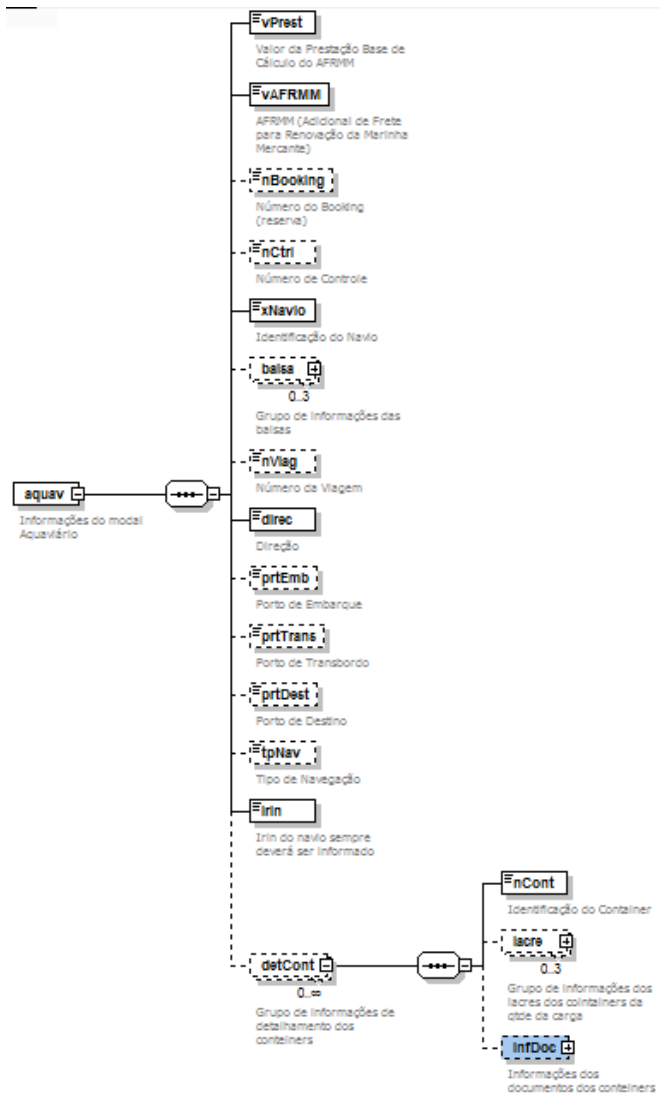 vPrest
Valor da Prestação Base de
Cálculo do AFRMM
vAFRMM
AFRMM (Adicional de Frete
para Renovação da Marinha
Mercante)
nBooking
Número do Booking
(reserva)
nCtrl
Número de Controle
xNavio
Identificação do Navio
balsa
0..3
Grupo de informações das
balsas
nViag
Número da Viagem
aquav
Informações do modal
Aquaviário
direc
Direção
prtEmb
Porto de Embarque
prtTrans
Porto de Transbordo
prtDest
Porto de Destino
tpNav
Tipo de Navegação
irin
Irin do navio sempre
deverá ser informado
detCont
0..∞
Grupo de informações de
detalhamento dos
conteiners
nCont
Identificação do Container
lacre
0..3
Grupo de informações dos
lacres dos cointainers da
qtde da carga
infDoc
Informações dos
documentos dos conteiners